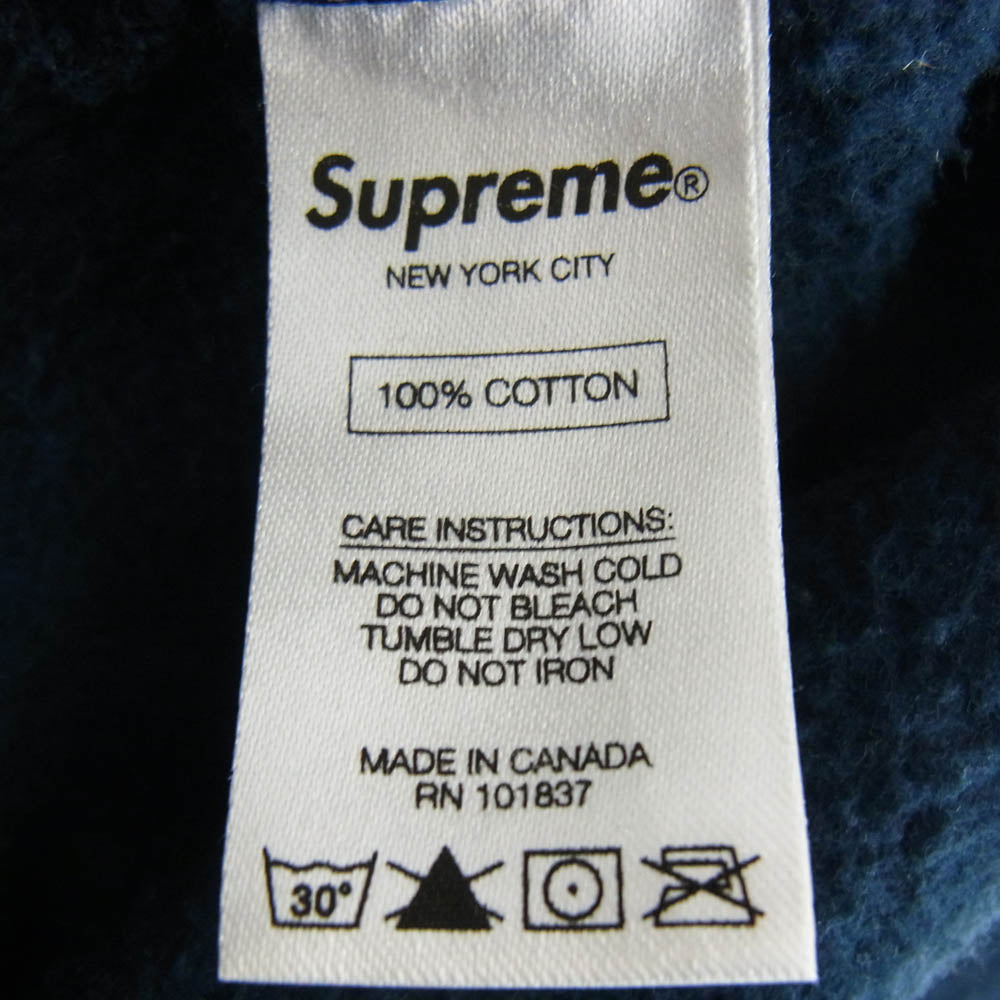 Supreme®
NEW YORK CITY
100% COTTON
CARE INSTRUCTIONS:
MACHINE WASH COLD
DO NOT BLEACH
TUMBLE DRY LOW
DO NOT IRON
MADE IN CANADA
RN 101837
30°